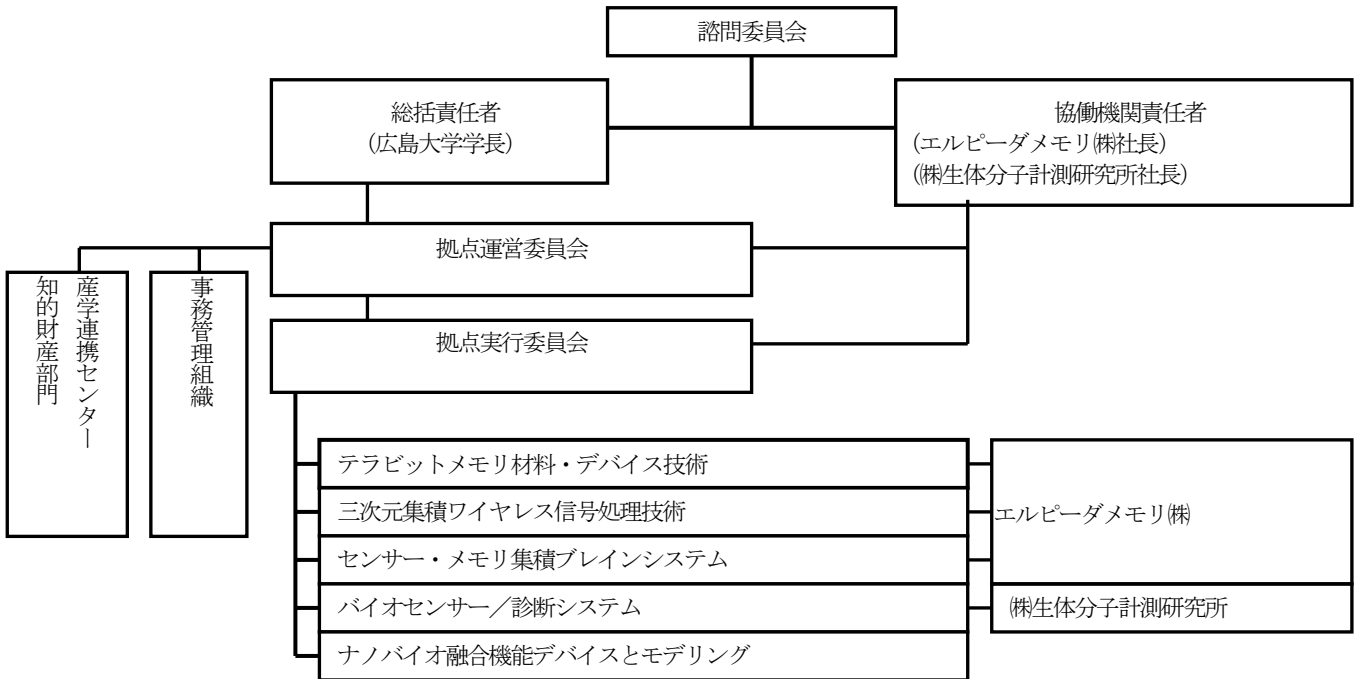 諮問委員会
総括責任者
(広島大学学長)
協働機関責任者
(エルピーダメモリ㈱社長)
(㈱生体分子計測研究所社長)
拠点運営委員会
産学連携センター
知的財産部門
事務管理組織
拠点実行委員会
テラビットメモリ材料・デバイス技術
三次元集積ワイヤレス信号処理技術
エルピーダメモリ㈱
センサー・メモリ集積ブレインシステム
バイオセンサー／診断システム
㈱生体分子計測研究所
ナノバイオ融合機能デバイスとモデリング